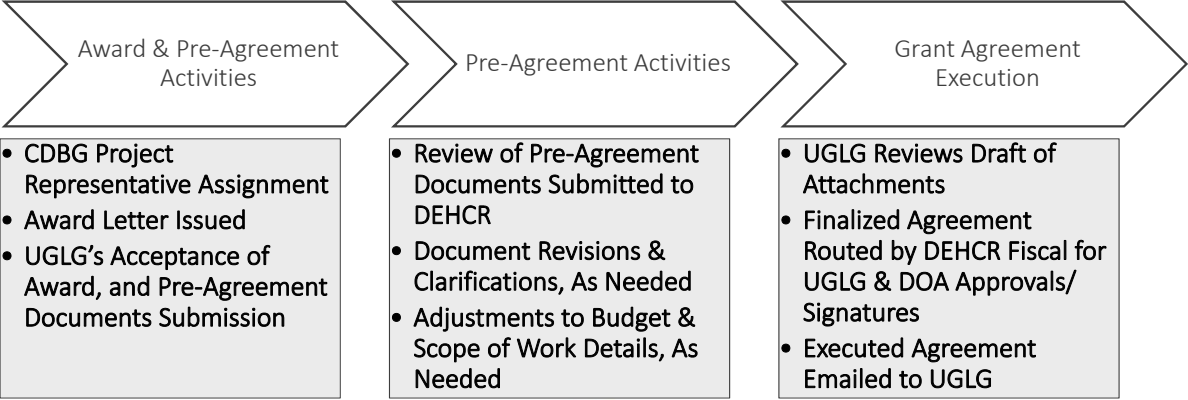 Award & Pre-Agreement
Activities
• CDBG Project
Representative Assignment
• Award Letter Issued
• UGLG’s Acceptance of
Award, and Pre-Agreement
Documents Submission
Pre-Agreement Activities
• Review of Pre-Agreement
Documents Submitted to
DEHCR
• Document Revisions &
Clarifications, As Needed
• Adjustments to Budget &
Scope of Work Details, As
Needed
Grant Agreement
Execution
• UGLG Reviews Draft of
Attachments
• Finalized Agreement
Routed by DEHCR Fiscal for
UGLG & DOA Approvals/
Signatures
• Executed Agreement
Emailed to UGLG